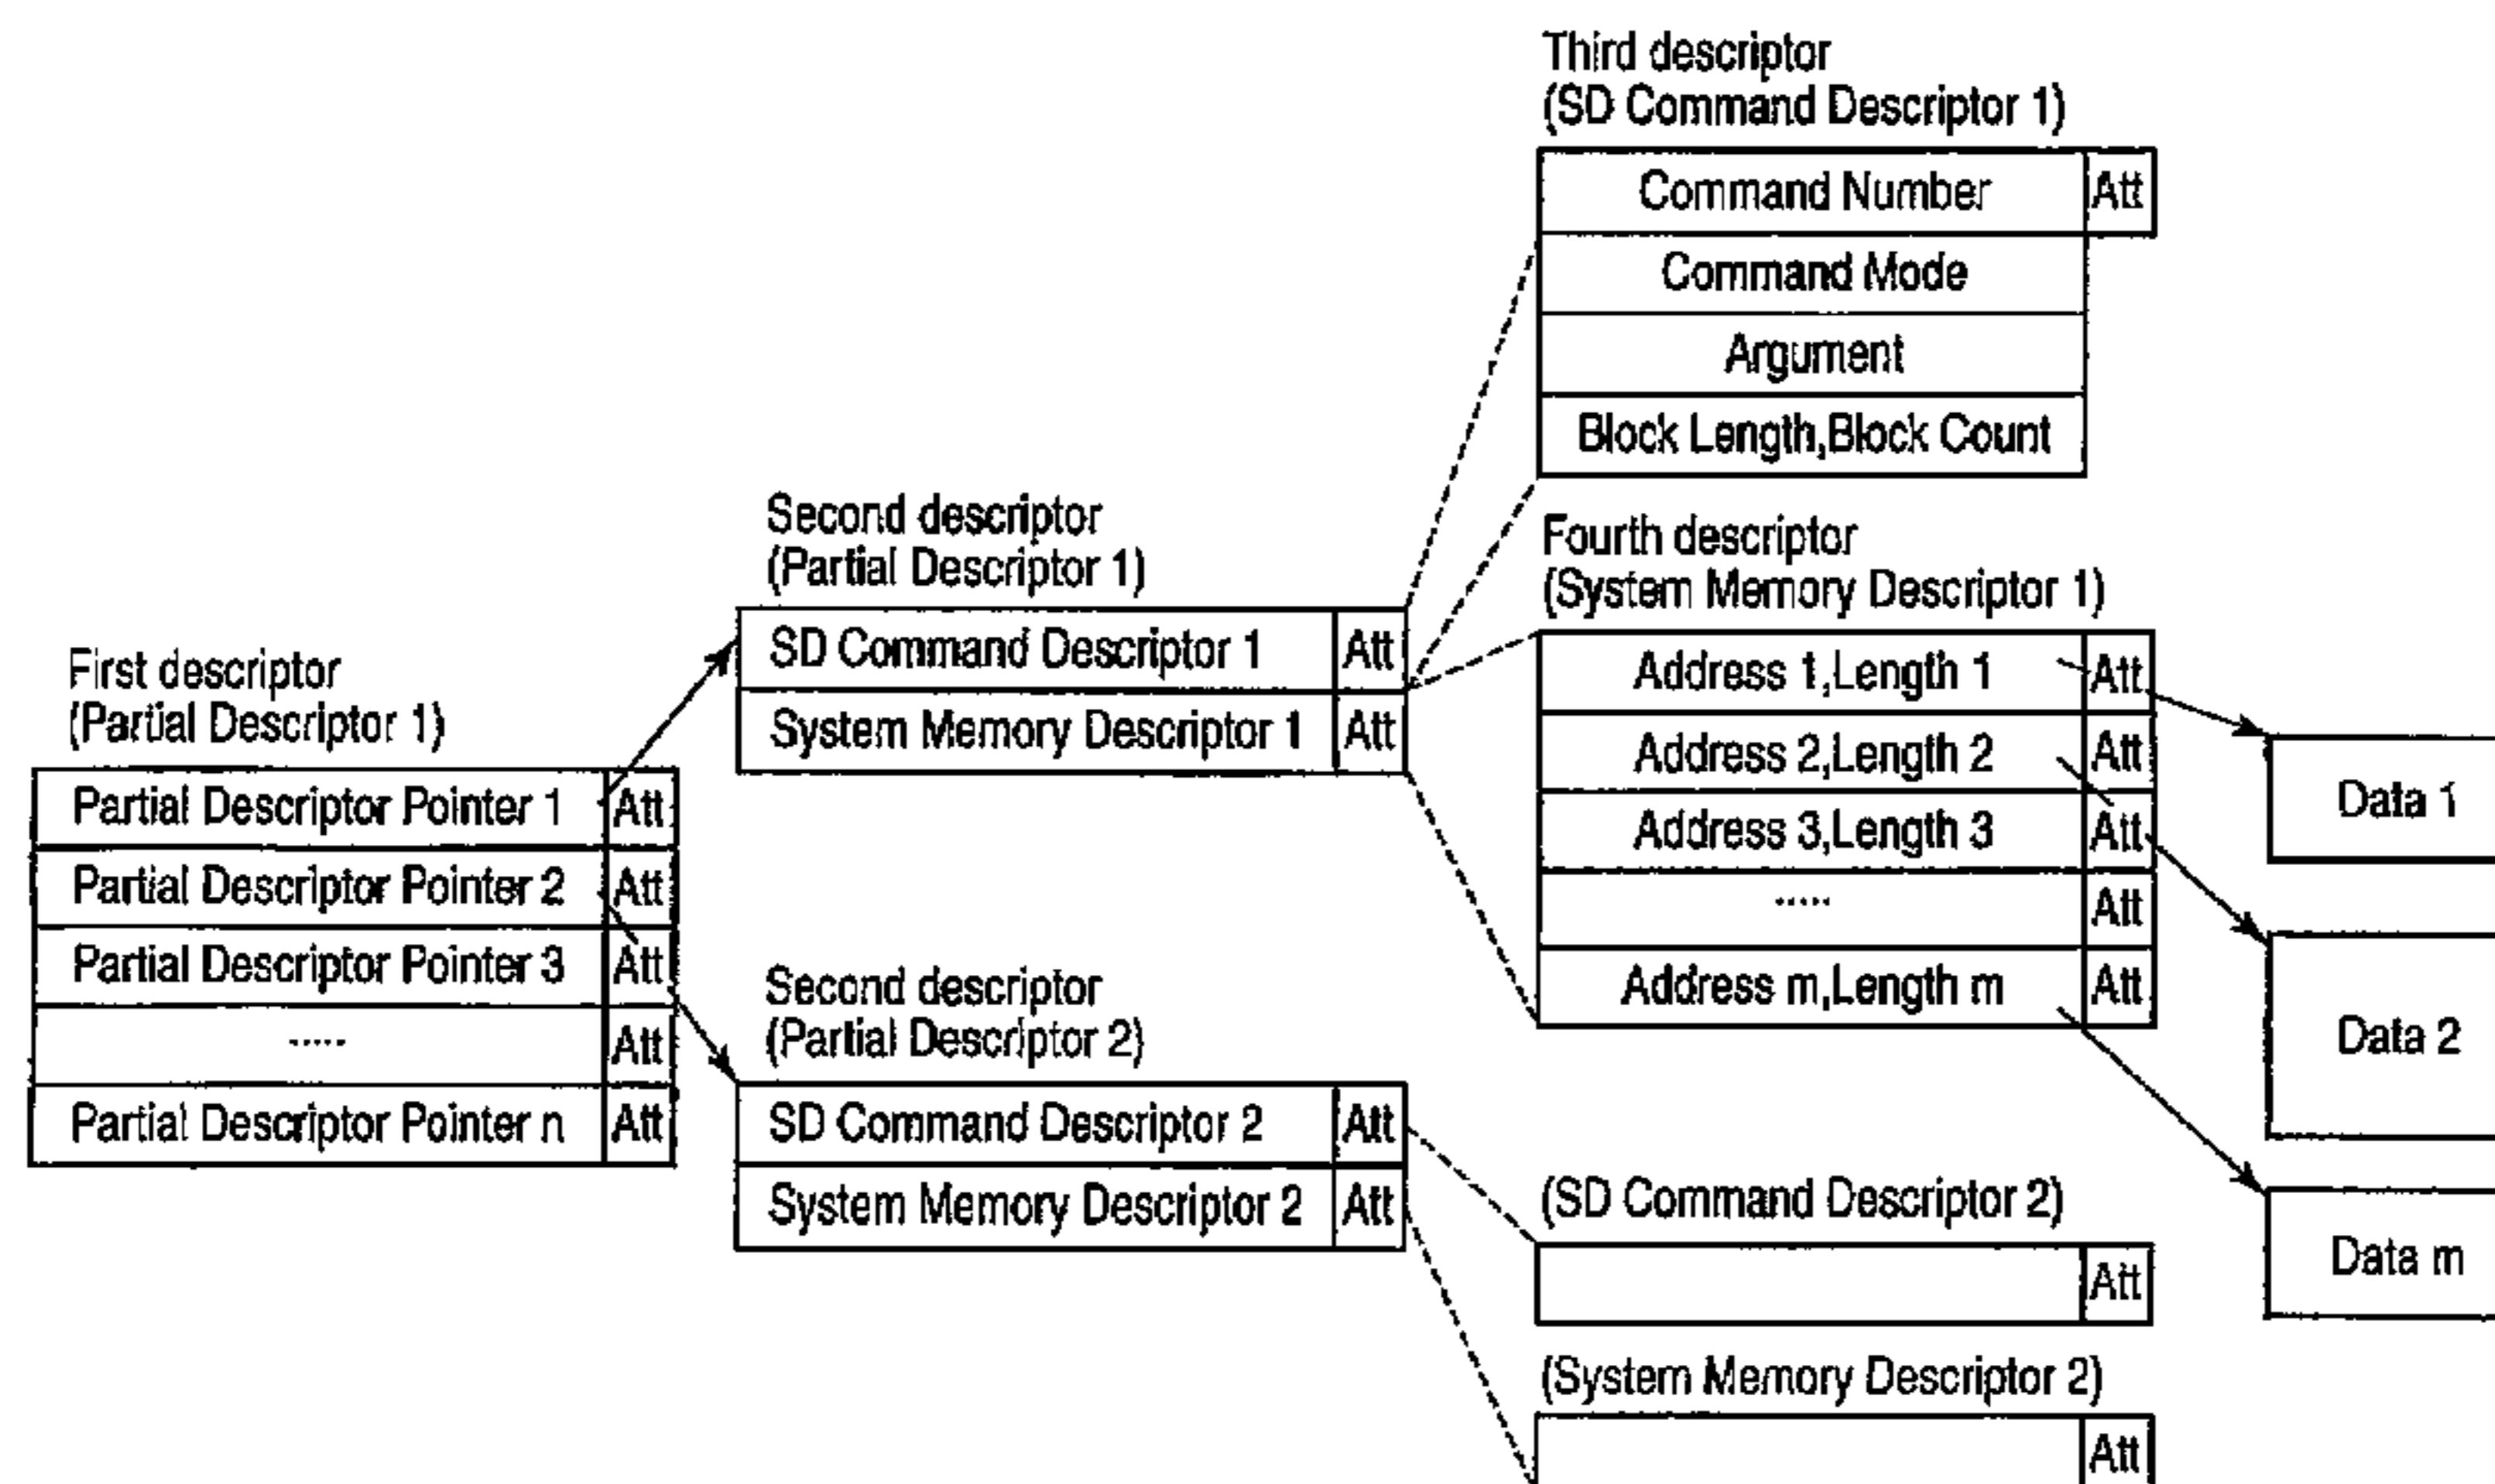 Third descriptor
(SD Command Descriptor 1)
Command Number Att
Command Mode
Argument
Block Length,Block Count
Second descriptor
(Partial Descriptor 1)
SD Command Descriptor 1 Att
System Memory Descriptor 1 Att
Fourth descriptor
(System Memory Descriptor 1)
Address 1,Length 1 Att
Address 2,Length 2 Att
Address 3,Length 3 Att
..... Att
Address m,Length m Att
Data 1
Data 2
Data m
First descriptor
(Partial Descriptor 1)
Partial Descriptor Pointer 1 Att
Partial Descriptor Pointer 2 Att
Partial Descriptor Pointer 3 Att
..... Att
Partial Descriptor Pointer n Att
Second descriptor
(Partial Descriptor 2)
SD Command Descriptor 2 Att
System Memory Descriptor 2 Att
(SD Command Descriptor 2)
Att
(System Memory Descriptor 2)
Att